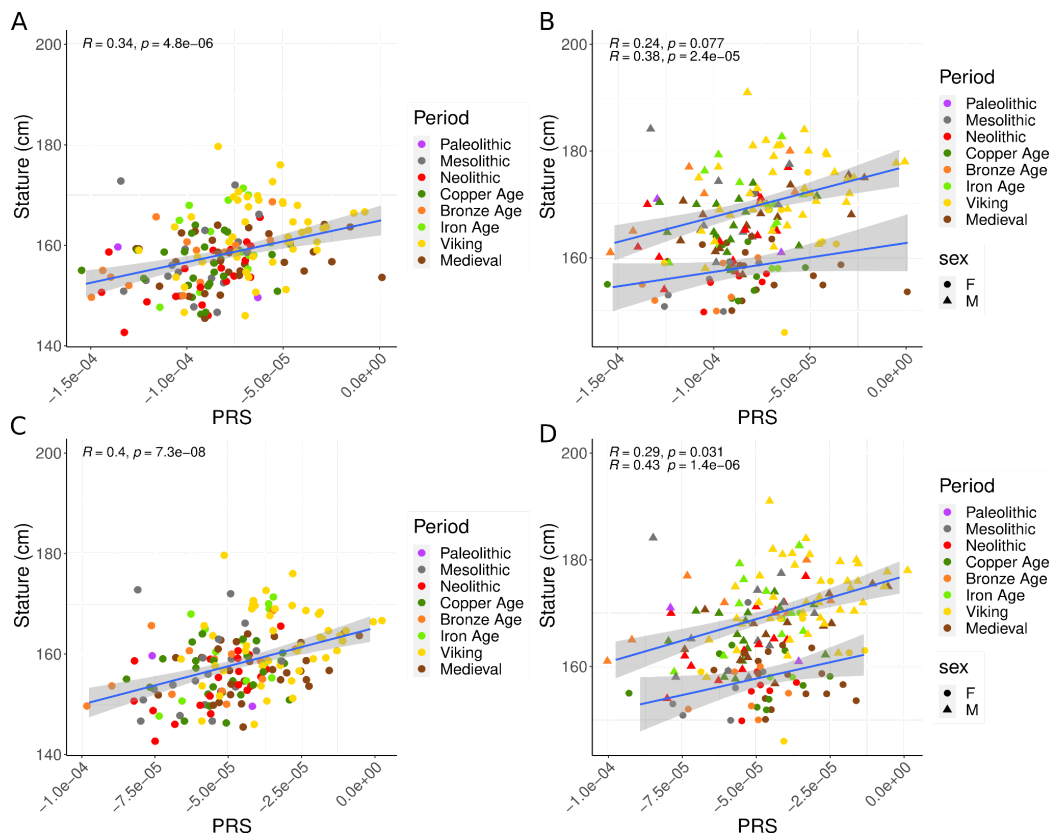 A
R = 0.34, p = 4.8e−06
200
180
160
140
Stature (cm)
−1.5e−04
−1.0e−04
−5.0e−05
0.0e+00
PRS
Period
Paleolithic
Mesolithic
Neolithic
Copper Age
Bronze Age
Iron Age
Viking
Medieval
B
R = 0.24, p = 0.077
R = 0.38, p = 2.4e−05
200
180
160
Stature (cm)
−1.5e−04
−1.0e−04
−5.0e−05
0.0e+00
PRS
Period
Paleolithic
Mesolithic
Neolithic
Copper Age
Bronze Age
Iron Age
Viking
Medieval
sex
F
M
C
R = 0.4, p = 7.3e−08
200
180
160
140
Stature (cm)
−1.0e−04
−7.5e−05
−5.0e−05
−2.5e−05
0.0e+00
PRS
Period
Paleolithic
Mesolithic
Neolithic
Copper Age
Bronze Age
Iron Age
Viking
Medieval
D
R = 0.29, p = 0.031
R = 0.43 p = 1.4e−06
200
180
160
Stature (cm)
−1.0e−04
−7.5e−05
−5.0e−05
−2.5e−05
0.0e+00
PRS
Period
Paleolithic
Mesolithic
Neolithic
Copper Age
Bronze Age
Iron Age
Viking
Medieval
sex
F
M